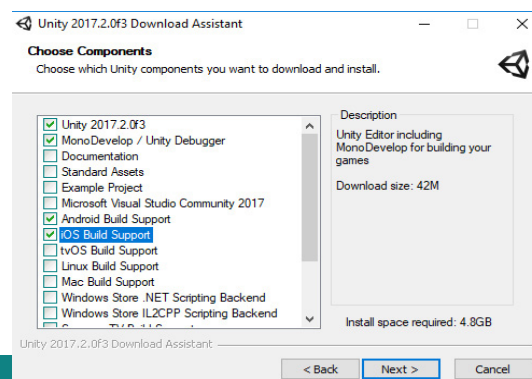 Unity 2017.2.0f3 Download Assistant
Choose Components
Choose which Unity components you want to download and install.
Unity 2017.2.0f3
MonoDevelop / Unity Debugger
Documentation
Standard Assets
Example Project
Microsoft Visual Studio Community 2017
Android Build Support
iOS Build Support
tvOS Build Support
Linux Build Support
Mac Build Support
Windows Store .NET Scripting Backend
Windows Store IL2CPP Scripting Backend
Description
Unity Editor including
MonoDevelop for building your
games
Download size: 42M
Install space required: 4.8GB
Unity 2017.2.0f3 Download Assistant
< Back
Next >
Cancel